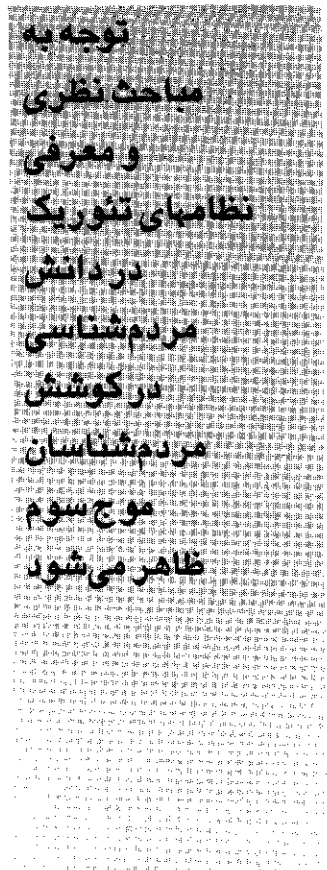 توجه به
مباحث نظری
و معرفی
نظامهای تئوریک
در دانش
مردم‌شناسی
در کوشش
مردم‌شناسان
موج سوم
ظاهر می‌شود